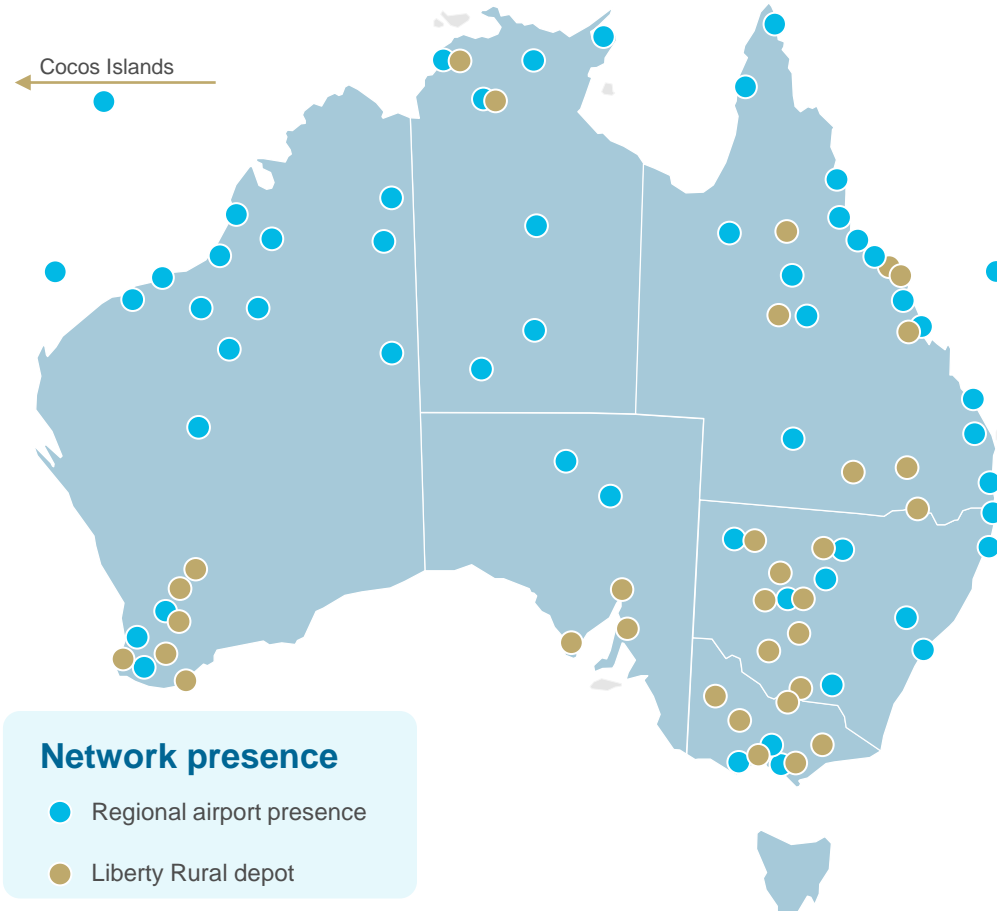 Cocos Islands
Network presence
Regional airport presence
Liberty Rural depot